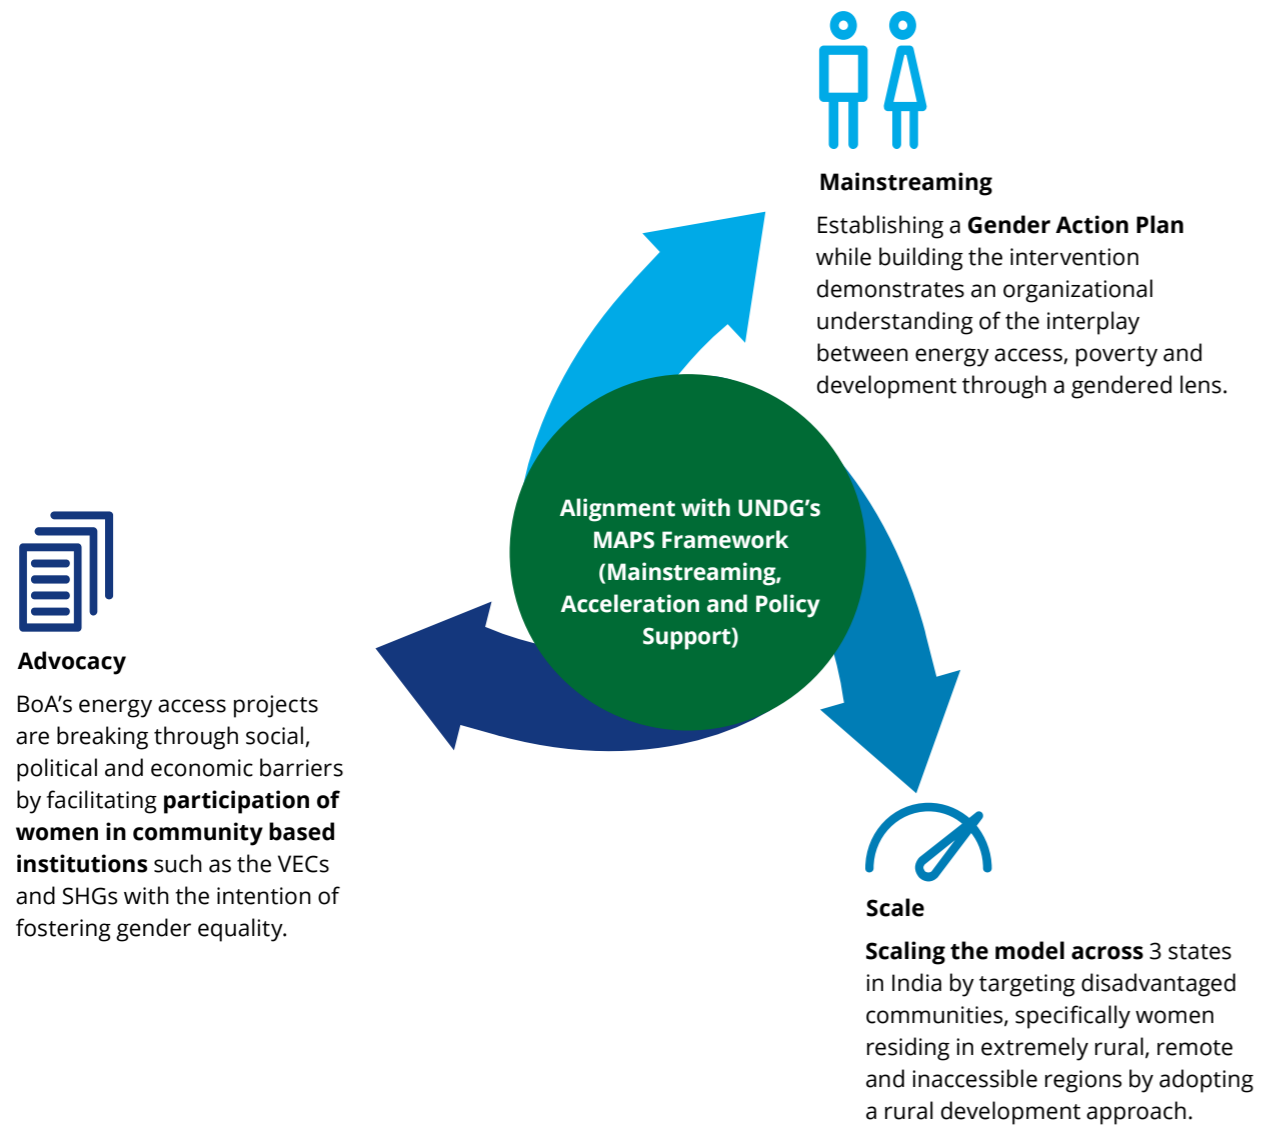 Mainstreaming
Establishing a Gender Action Plan
while building the intervention
demonstrates an organizational
understanding of the interplay
between energy access, poverty and
development through a gendered lens.
Alignment with UNDG’s
MAPS Framework
(Mainstreaming,
Acceleration and Policy
Support)
Advocacy
BoA’s energy access projects
are breaking through social,
political and economic barriers
by facilitating participation of
women in community based
institutions such as the VECs
and SHGs with the intention of
fostering gender equality.
Scale
Scaling the model across 3 states
in India by targeting disadvantaged
communities, specifically women
residing in extremely rural, remote
and inaccessible regions by adopting
a rural development approach.